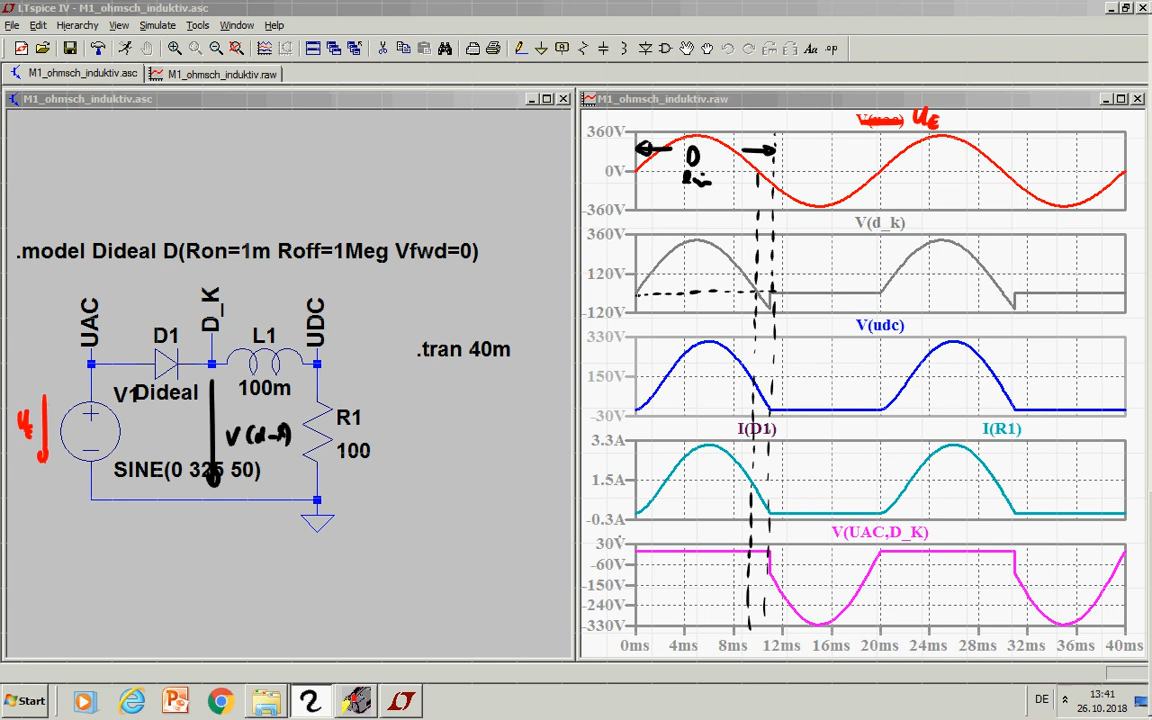 LTspice IV - M1_ohmsch_induktiv.asc
File Edit Hierarchy View Simulate Tools Window Help
M1_ohmsch_induktiv.asc M1_ohmsch_induktiv.raw
M1_ohmsch_induktiv.asc
.model Dideal D(Ron=1m Roff=1Meg Vfwd=0)
UAC D_K UDC
D1 L1
.tran 40m
V1 Dideal 100m
R1
100
SINE(0 325 50)
UE
V(d-k)
M1_ohmsch_induktiv.raw
V(uac) UE
360V
0V
-360V
D
V(d_k)
360V
120V
-120V
V(udc)
330V
150V
-30V
I(D1) I(R1)
3.3A
1.5A
-0.3A
V(UAC,D_K)
30V
-60V
-150V
-240V
-330V
0ms 4ms 8ms 12ms 16ms 20ms 24ms 28ms 32ms 36ms 40ms
Start
DE
13:41
26.10.2018